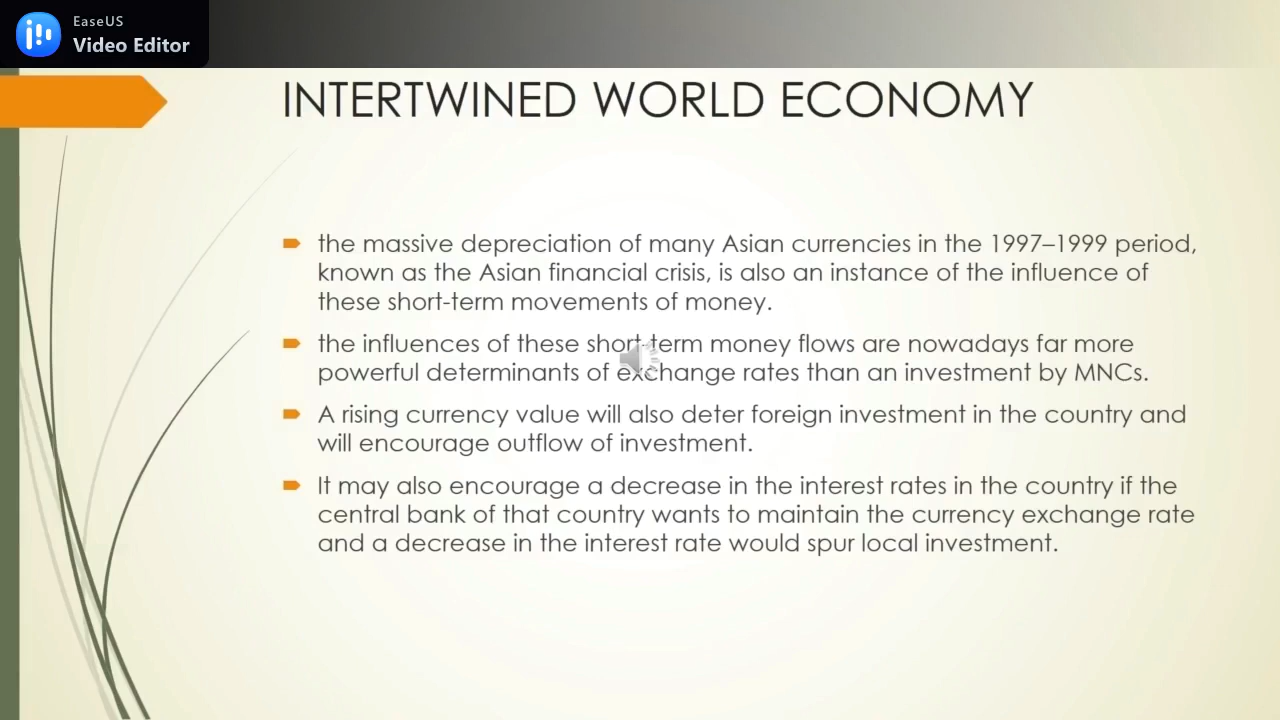 EaseUS
Video Editor
INTERTWINED WORLD ECONOMY
the massive depreciation of many Asian currencies in the 1997–1999 period,
known as the Asian financial crisis, is also an instance of the influence of
these short-term movements of money.
the influences of these short-term money flows are nowadays far more
powerful determinants of exchange rates than an investment by MNCs.
A rising currency value will also deter foreign investment in the country and
will encourage outflow of investment.
It may also encourage a decrease in the interest rates in the country if the
central bank of that country wants to maintain the currency exchange rate
and a decrease in the interest rate would spur local investment.